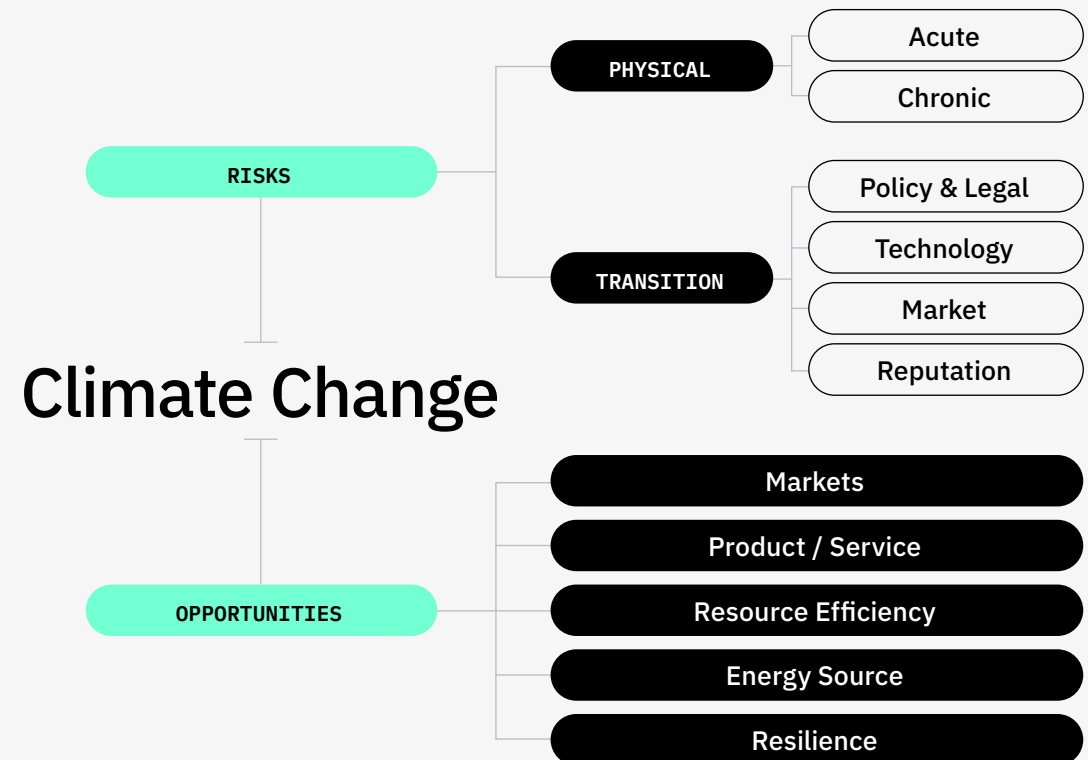 PHYSICAL
Acute
Chronic
RISKS
Policy & Legal
Technology
TRANSITION
Market
Reputation
Climate Change
Markets
Product / Service
OPPORTUNITIES
Resource Efficiency
Energy Source
Resilience